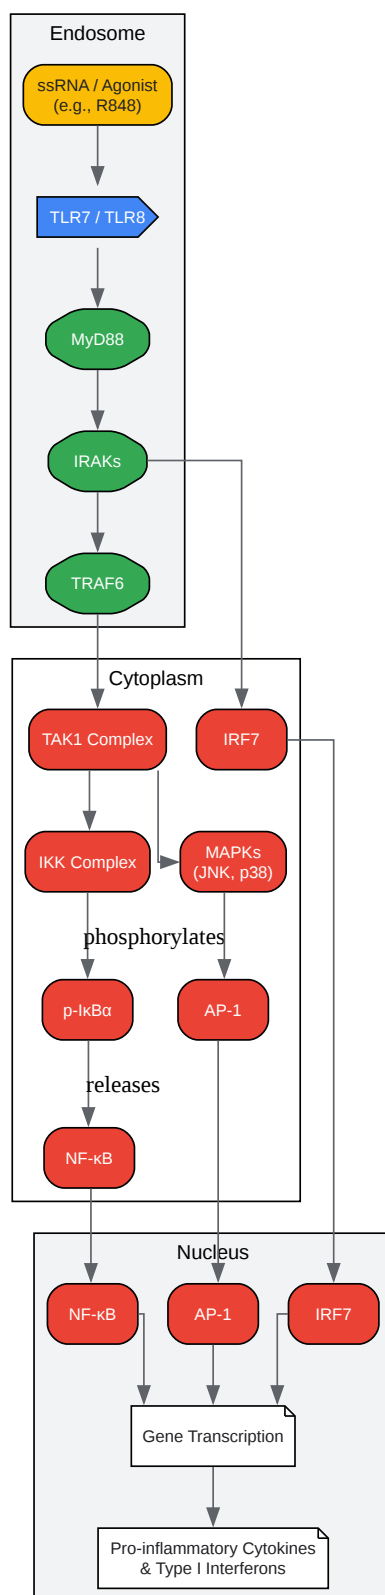 Endosome
ssRNA / Agonist
(e.g., R848)
TLR7 / TLR8
MyD88
IRAKs
TRAF6
Cytoplasm
TAK1 Complex
IRF7
IKK Complex
MAPKs
(JNK, p38)
phosphorylates
p-IκBα
AP-1
releases
NF-κB
Nucleus
NF-κB
AP-1
IRF7
Gene Transcription
Pro-inflammatory Cytokines
& Type I Interferons